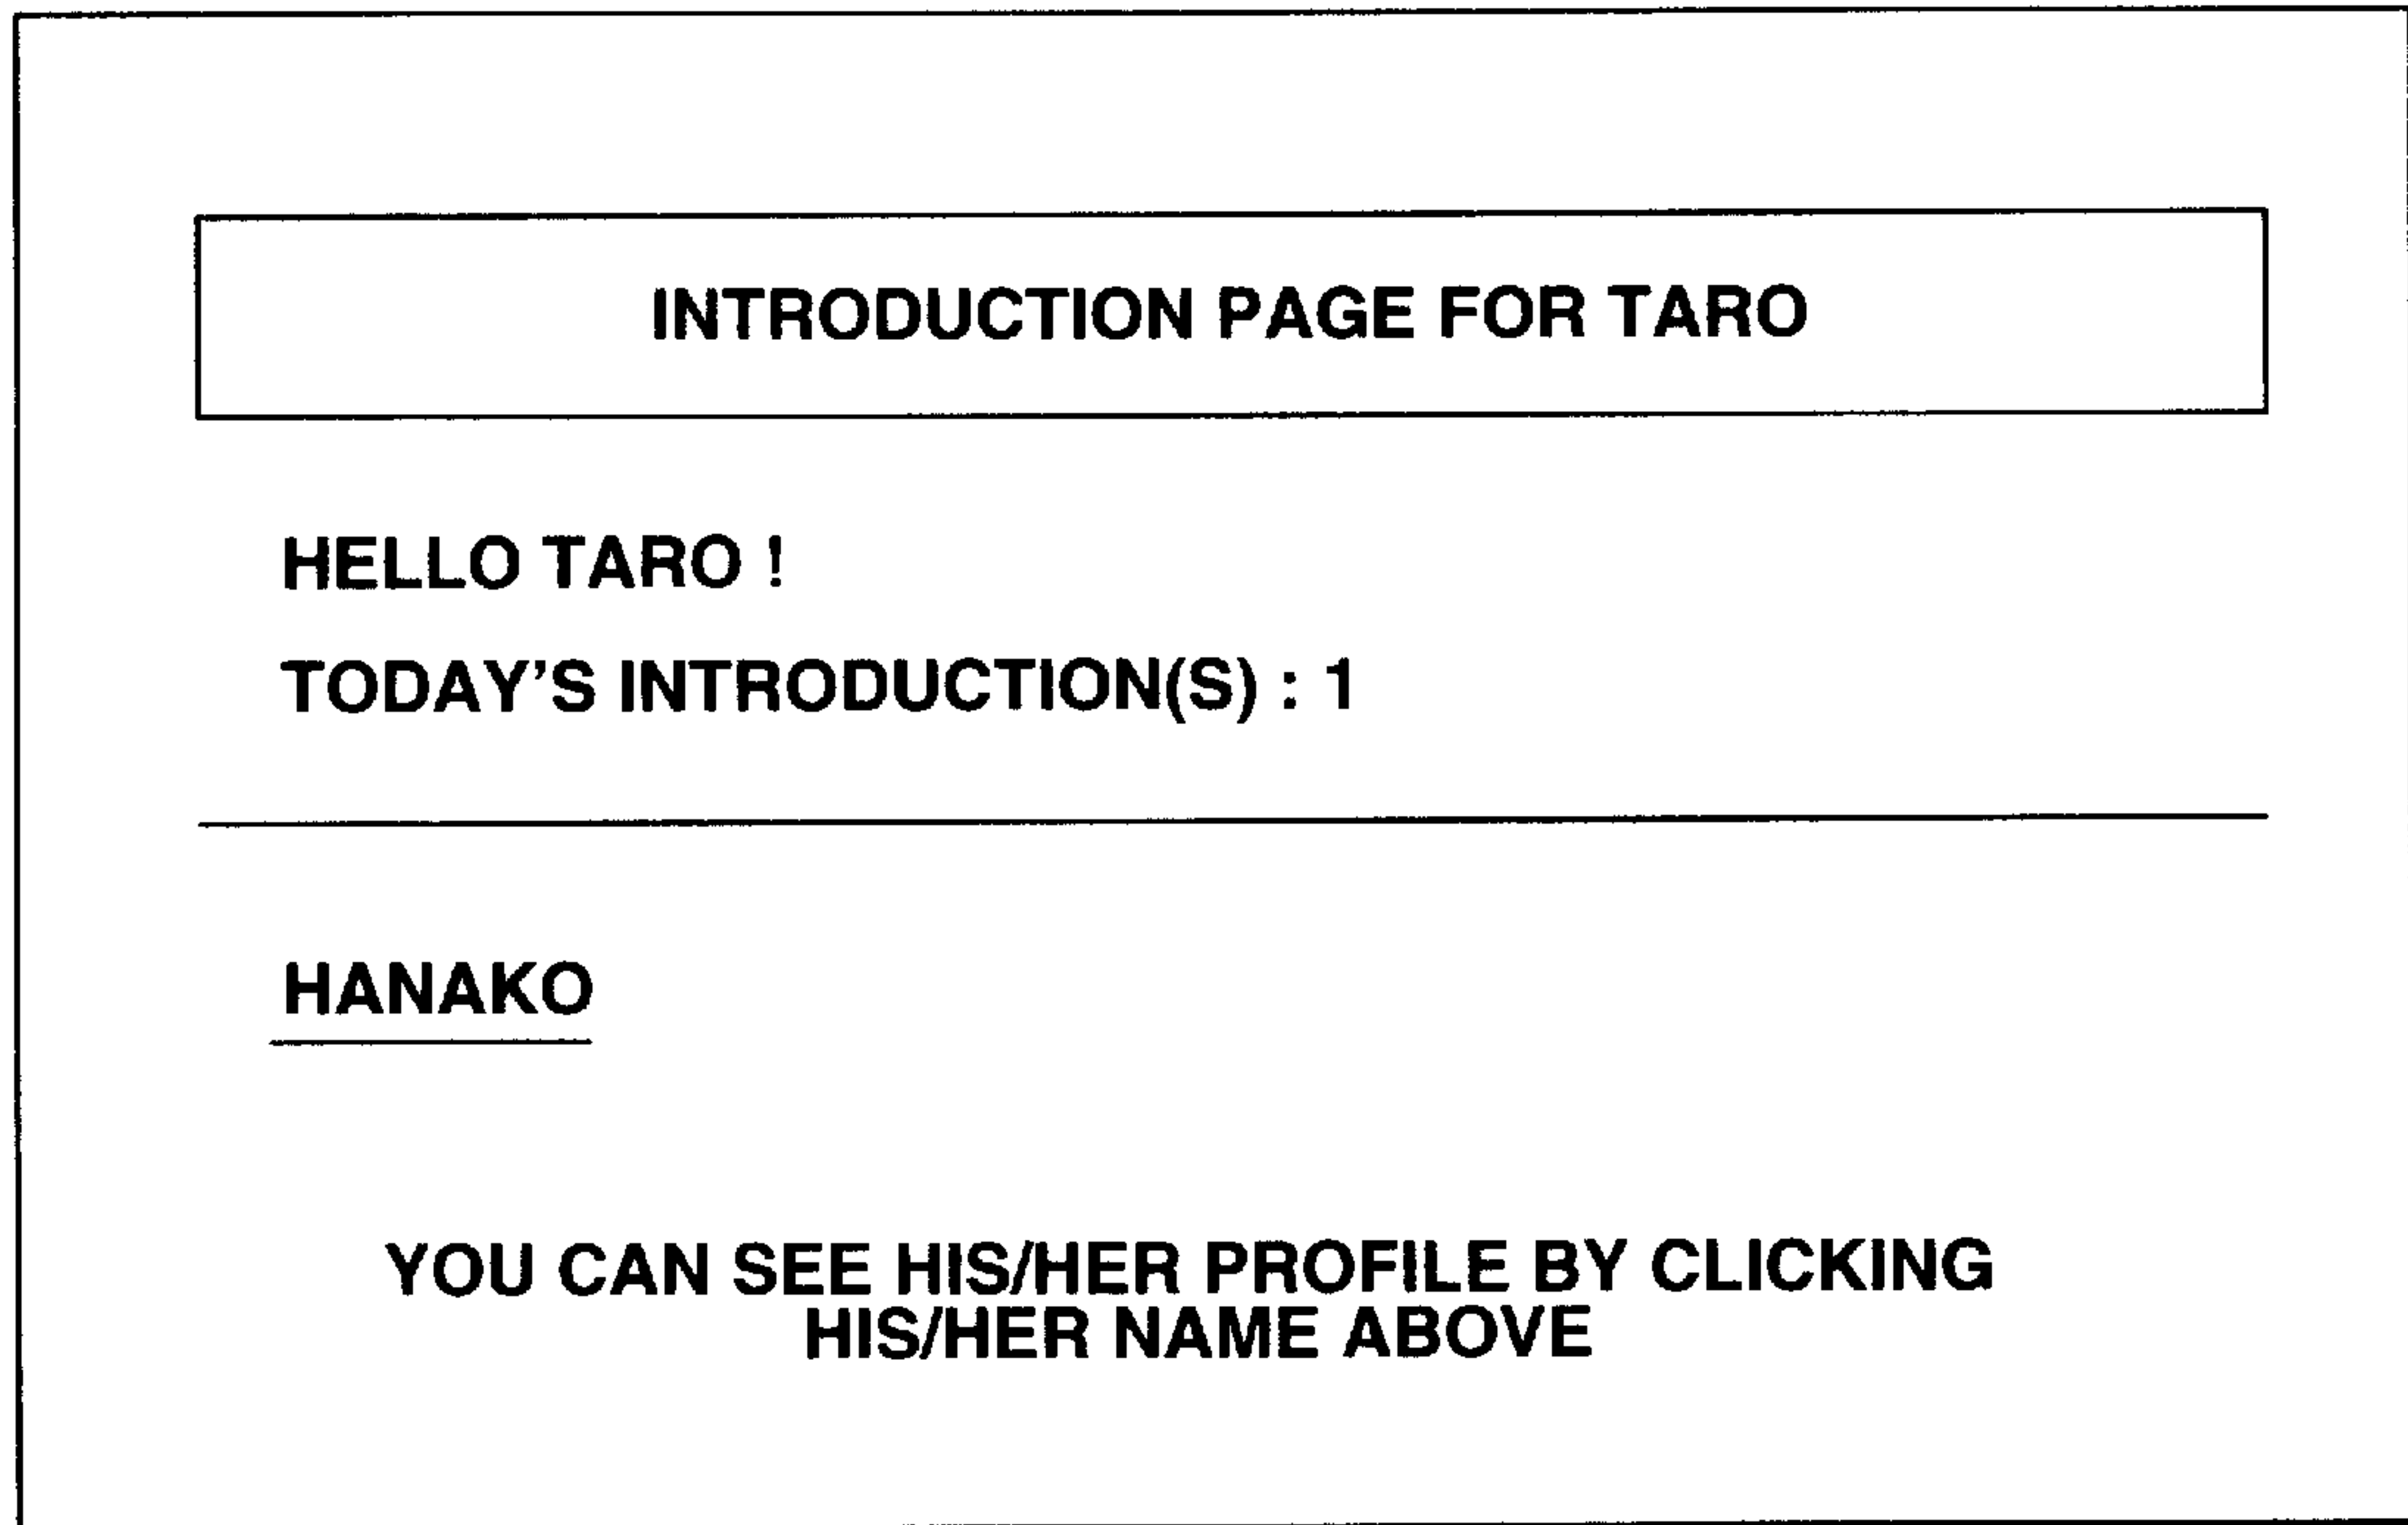 INTRODUCTION PAGE FOR TARO
HELLO TARO !
TODAY'S INTRODUCTION(S) : 1
HANAKO
YOU CAN SEE HIS/HER PROFILE BY CLICKING
HIS/HER NAME ABOVE